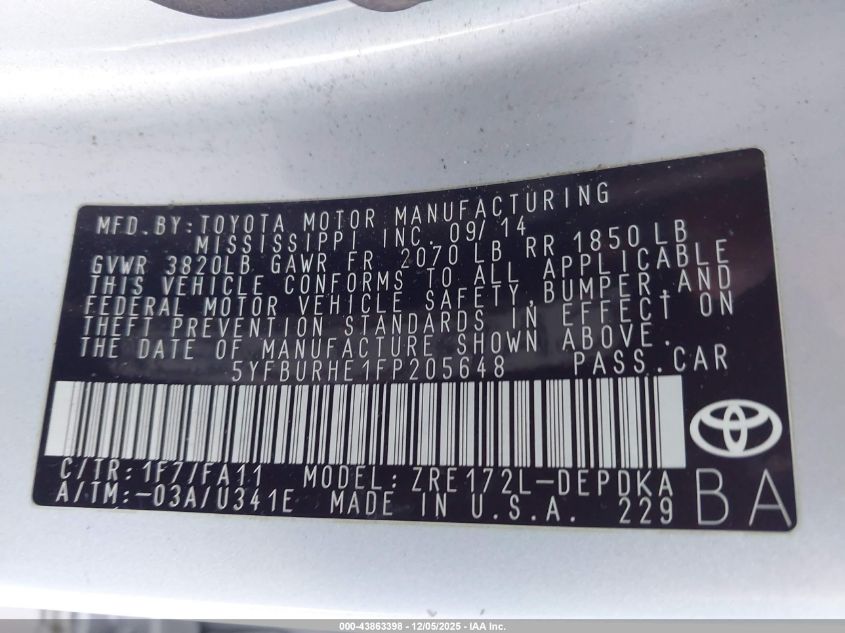 MFD.BY:TOYOTA MOTOR MANUFACTURING
MISSISSIPPI INC. 09/14
GVWR 3820LB GAWR FR 2070 LB RR 1850 LB
THIS VEHICLE CONFORMS TO ALL APPLICABLE
FEDERAL MOTOR VEHICLE SAFETY,BUMPER,AND
THEFT PREVENTION STANDARDS IN EFFECT ON
THE DATE OF MANUFACTURE SHOWN ABOVE.
5YFBURHE1FP205648 PASS.CAR
C/TR:1F7/FA11 MODEL:ZRE172L-DEPDKA
A/TM:-03A/U341E MADE IN U.S.A. 229
BA
000-43863398 - 12/05/2025 - IAA Inc.